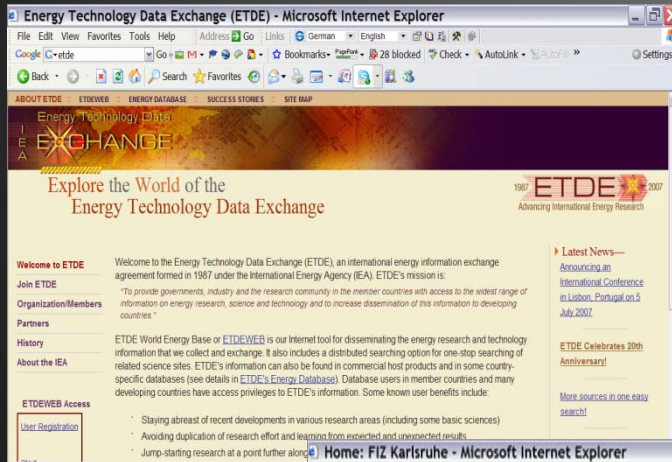 Energy Technology Data Exchange (ETDE) - Microsoft Internet Explorer
File Edit View Favorites Tools Help Address Go Links German English
Google G etde Go M Bookmarks PageRank 28 blocked Check AutoLink AutoFill » Settings
Back Search Favorites
ABOUT ETDE :: ETDEWEB :: ENERGY DATABASE :: SUCCESS STORIES :: SITE MAP
Energy Technology Data
IEA
EXCHANGE
Explore the World of the
Energy Technology Data Exchange
1987 ETDE 2007
Advancing International Energy Research
Welcome to ETDE
Join ETDE
Organization/Members
Partners
History
About the IEA
ETDEWEB Access
User Registration
Welcome to the Energy Technology Data Exchange (ETDE), an international energy information exchange
agreement formed in 1987 under the International Energy Agency (IEA). ETDE's mission is:
"To provide governments, industry and the research community in the member countries with access to the widest range of
information on energy research, science and technology and to increase dissemination of this information to developing
countries."
ETDE World Energy Base or ETDEWEB is our Internet tool for disseminating the energy research and technology
information that we collect and exchange. It also includes a distributed searching option for one-stop searching of
related science sites. ETDE's information can also be found in commercial host products and in some country-
specific databases (see details in ETDE's Energy Database). Database users in member countries and many
developing countries have access privileges to ETDE's information. Some known user benefits include:
Staying abreast of recent developments in various research areas (including some basic sciences)
Avoiding duplication of research effort and learning from expected and unexpected results
Jump-starting research at a point further along
Latest News—
Announcing an
International Conference
in Lisbon, Portugal on 5
July 2007
ETDE Celebrates 20th
Anniversary!
More sources in one easy
search!
Home: FIZ Karlsruhe - Microsoft Internet Explorer